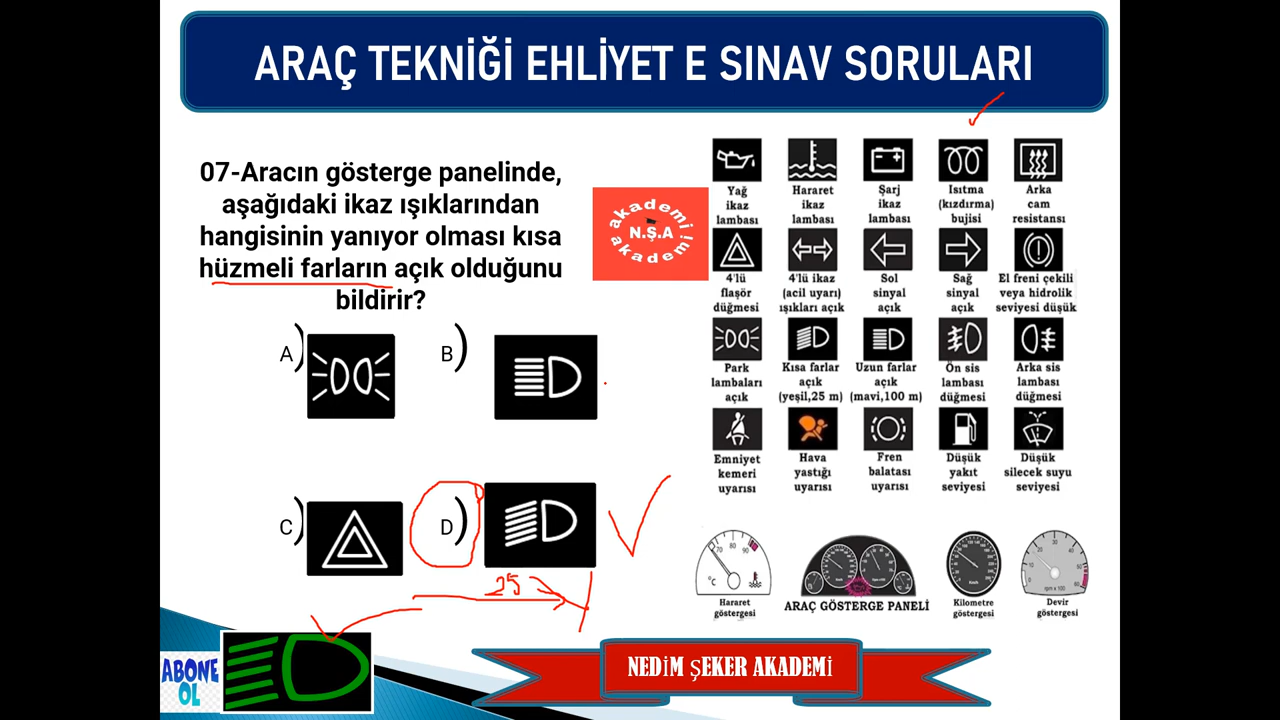 ARAÇ TEKNİĞİ EHLİYET E SINAV SORULARI
07-Aracın gösterge panelinde,
aşağıdaki ikaz ışıklarından
hangisinin yanıyor olması kısa
hüzmeli farların açık olduğunu
bildirir?
A)
B)
C)
D)
25
akademi
N.Ş.A
akademi
Yağ
ikaz
lambası
Hararet
ikaz
lambası
Şarj
ikaz
lambası
Isıtma
(kızdırma)
bujisi
Arka
cam
resistansı
4'lü
flaşör
düğmesi
4'lü ikaz
(acil uyarı)
ışıkları açık
Sol
sinyal
açık
Sağ
sinyal
açık
El freni çekili
veya hidrolik
seviyesi düşük
Park
lambaları
açık
Kısa farlar
açık
(yeşil,25 m)
Uzun farlar
açık
(mavi,100 m)
Ön sis
lambası
düğmesi
Arka sis
lambası
düğmesi
Emniyet
kemeri
uyarısı
Hava
yastığı
uyarısı
Fren
balatası
uyarısı
Düşük
yakıt
seviyesi
Düşük
silecek suyu
seviyesi
70 80 90
°C
Hararet
göstergesi
ARAÇ GÖSTERGE PANELİ
Km/h
Kilometre
göstergesi
rpm x 100
Devir
göstergesi
ABONE
OL
NEDİM ŞEKER AKADEMİ